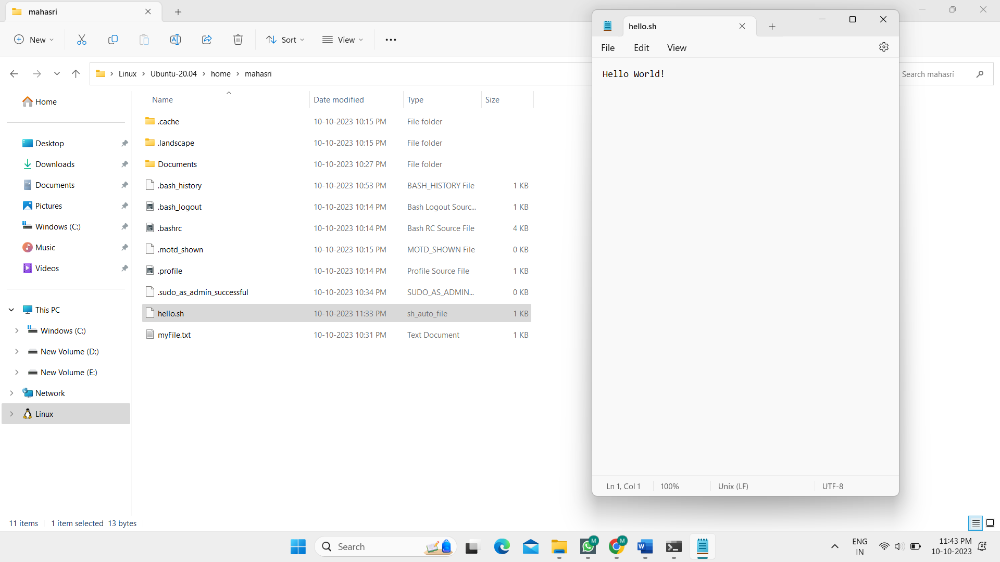 mahasri
New
Sort
View
Linux
Ubuntu-20.04
home
mahasri
Search mahasri
Home
Desktop
Downloads
Documents
Pictures
Windows (C:)
Music
Videos
This PC
Windows (C:)
New Volume (D:)
New Volume (E:)
Network
Linux
Name Date modified Type Size
.cache 10-10-2023 10:15 PM File folder
.landscape 10-10-2023 10:15 PM File folder
Documents 10-10-2023 10:27 PM File folder
.bash_history 10-10-2023 10:53 PM BASH_HISTORY File 1 KB
.bash_logout 10-10-2023 10:14 PM Bash Logout Sourc... 1 KB
.bashrc 10-10-2023 10:14 PM Bash RC Source File 4 KB
.motd_shown 10-10-2023 10:15 PM MOTD_SHOWN File 0 KB
.profile 10-10-2023 10:14 PM Profile Source File 1 KB
.sudo_as_admin_successful 10-10-2023 10:34 PM SUDO_AS_ADMIN... 0 KB
hello.sh 10-10-2023 11:33 PM sh_auto_file 1 KB
myFile.txt 10-10-2023 10:31 PM Text Document 1 KB
11 items 1 item selected 13 bytes
hello.sh
File Edit View
Hello World!
Ln 1, Col 1 100% Unix (LF) UTF-8
Search
M
M
W
ENG
IN
11:43 PM
10-10-2023